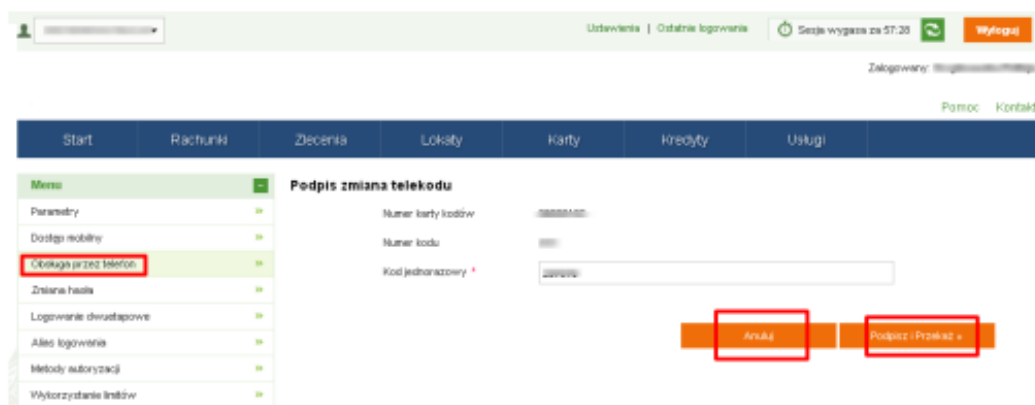 Ustawienia | Ostatnie logowania
Sesja wygasa za 57:28
Wyloguj
Zalogowany:
Pomoc Kontakt
Start Rachunki Zlecenia Lokaty Karty Kredyty Usługi
Menu
Parametry
Dostęp mobilny
Obsługa przez telefon
Zmiana hasła
Logowanie dwuetapowe
Alias logowania
Metody autoryzacji
Wykorzystanie limitów
Podpis zmiana telekodu
Numer karty kodów
Numer kodu
Kod jednorazowy *
Anuluj
Podpisz i Przekaż »